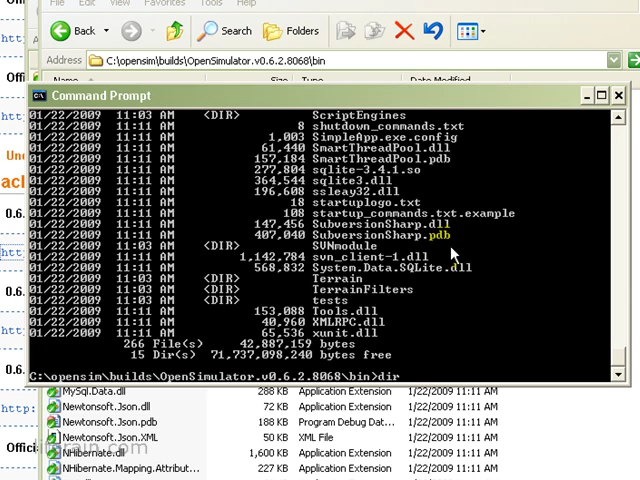 File Edit View Favorites Tools Help
Back Search Folders
Address C:\opensim\builds\OpenSimulator.v0.6.2.8068\bin
Name Size Type Date Modified
Command Prompt
01/22/2009 11:03 AM <DIR> ScriptEngines
01/22/2009 11:11 AM 8 shutdown_commands.txt
01/22/2009 11:11 AM 1,003 SimpleApp.exe.config
01/22/2009 11:11 AM 61,440 SmartThreadPool.dll
01/22/2009 11:11 AM 157,184 SmartThreadPool.pdb
01/22/2009 11:11 AM 277,804 sqlite-3.4.1.so
01/22/2009 11:11 AM 364,544 sqlite3.dll
01/22/2009 11:11 AM 196,608 ssleay32.dll
01/22/2009 11:11 AM 18 startuplogo.txt
01/22/2009 11:11 AM 108 startup_commands.txt.example
01/22/2009 11:11 AM 147,456 SubversionSharp.dll
01/22/2009 11:11 AM 407,040 SubversionSharp.pdb
01/22/2009 11:03 AM <DIR> SVNmodule
01/22/2009 11:11 AM 1,142,784 svn_client-1.dll
01/22/2009 11:11 AM 568,832 System.Data.SQLite.dll
01/22/2009 11:03 AM <DIR> Terrain
01/22/2009 11:03 AM <DIR> TerrainFilters
01/22/2009 11:03 AM <DIR> tests
01/22/2009 11:11 AM 153,088 Tools.dll
01/22/2009 11:11 AM 40,960 XMLRPC.dll
01/22/2009 11:11 AM 65,536 xunit.dll
266 File(s) 42,887,159 bytes
15 Dir(s) 71,737,098,240 bytes free
C:\opensim\builds\OpenSimulator.v0.6.2.8068\bin>dir
MySql.Data.dll 288 KB Application Extension 1/22/2009 11:11 AM
Newtonsoft.Json.dll 72 KB Application Extension 1/22/2009 11:11 AM
Newtonsoft.Json.pdb 188 KB Program Debug Dat... 1/22/2009 11:11 AM
Newtonsoft.Json.XML 50 KB XML File 1/22/2009 11:11 AM
NHibernate.dll 1,600 KB Application Extension 1/22/2009 11:11 AM
NHibernate.Mapping.Attribut... 227 KB Application Extension 1/22/2009 11:11 AM